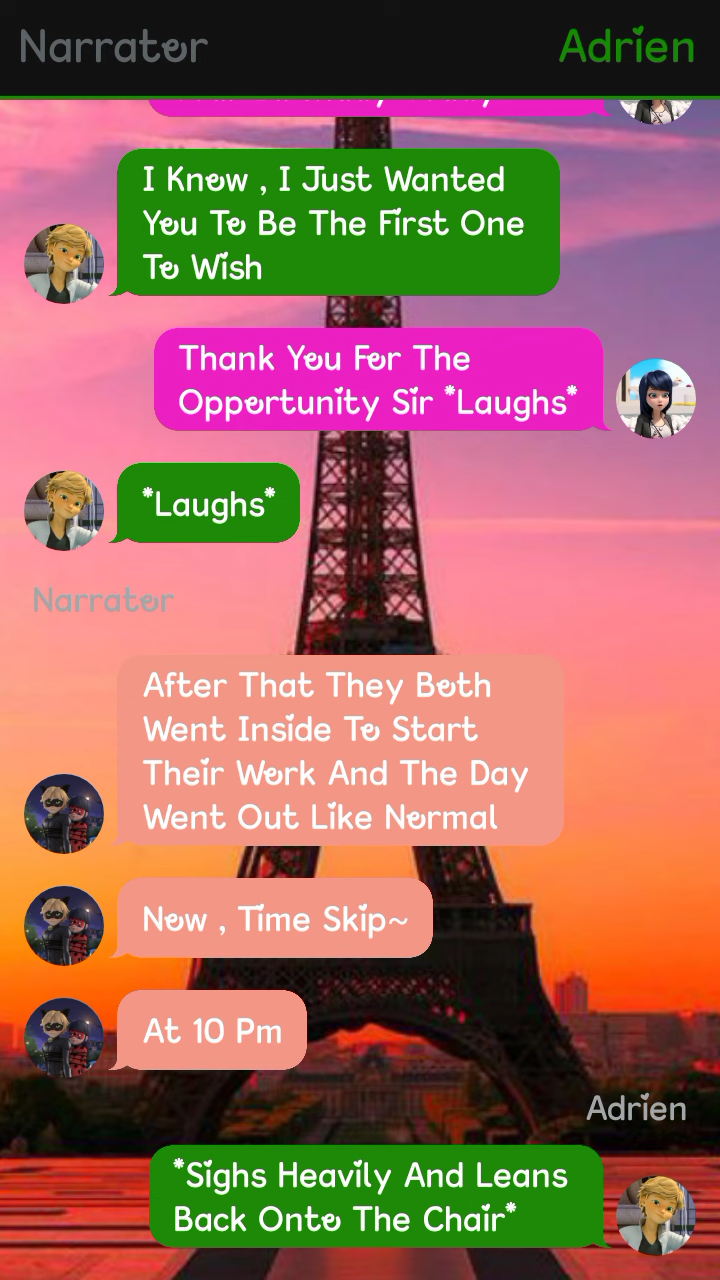 Narrator
Adrien
I Know , I Just Wanted
You To Be The First One
To Wish
Thank You For The
Opportunity Sir *Laughs*
*Laughs*
Narrator
After That They Both
Went Inside To Start
Their Work And The Day
Went Out Like Normal
Now , Time Skip~
At 10 Pm
Adrien
*Sighs Heavily And Leans
Back Onto The Chair*